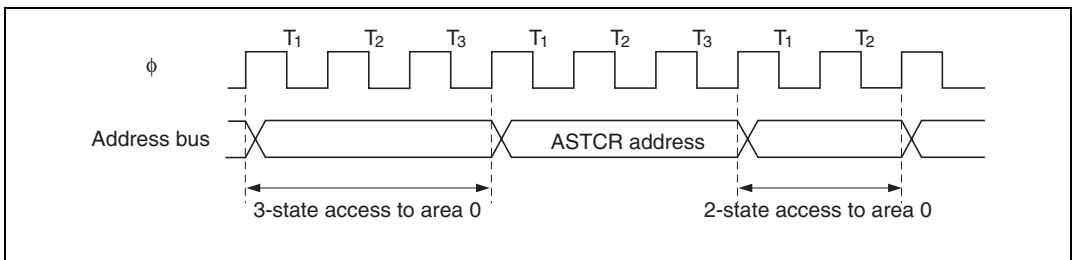 T1 T2 T3 T1 T2 T3 T1 T2
ϕ
Address bus
ASTCR address
3-state access to area 0 2-state access to area 0